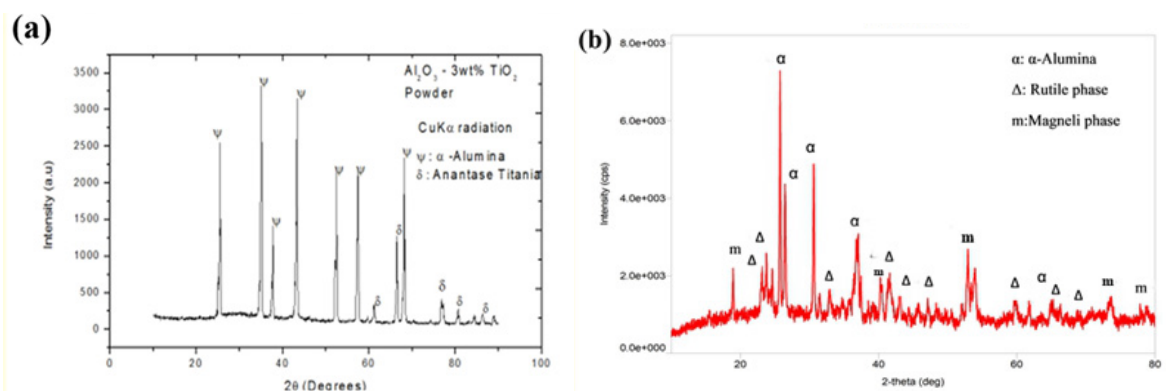 (a)
Al2O3 - 3wt% TiO2
Powder
CuKα radiation
ψ : α -Alumina
δ : Anantase Titania
Intensity (a.u)
3500
3000
2500
2000
1500
1000
500
0
ψ
ψ
ψ
ψ
ψ
ψ
ψ
ψ
δ
δ
δ
δ
δ
0 20 40 60 80 100
2θ (Degrees)
(b)
α: α-Alumina
Δ: Rutile phase
m:Magneli phase
Intensity (cps)
8.0e+003
6.0e+003
4.0e+003
2.0e+003
0.0e+000
m
Δ
Δ
α
α
α
Δ
α
m
Δ
Δ
Δ
m
Δ
α
Δ
Δ
m
m
20 40 60 80
2-theta (deg)